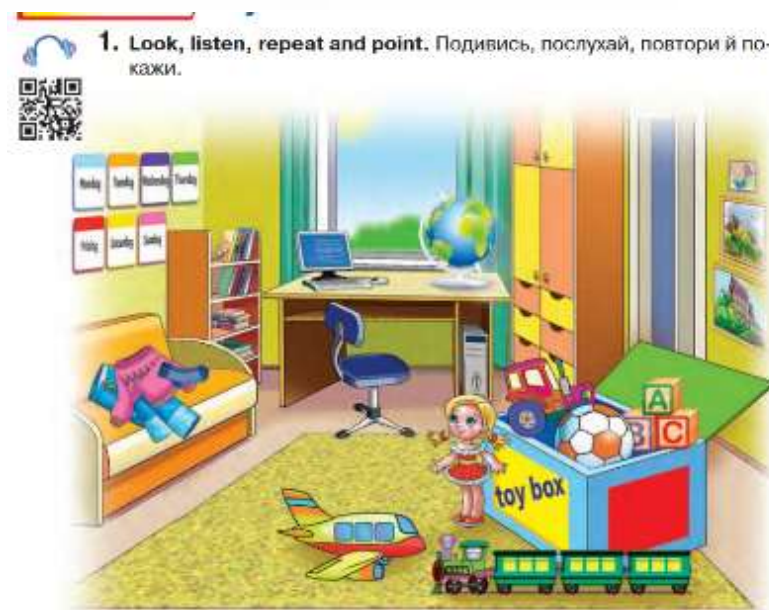 1. Look, listen, repeat and point. Подивись, послухай, повтори й по-
кажи.
Monday Tuesday Wednesday Thursday
Friday Saturday Sunday
A
B C
toy box